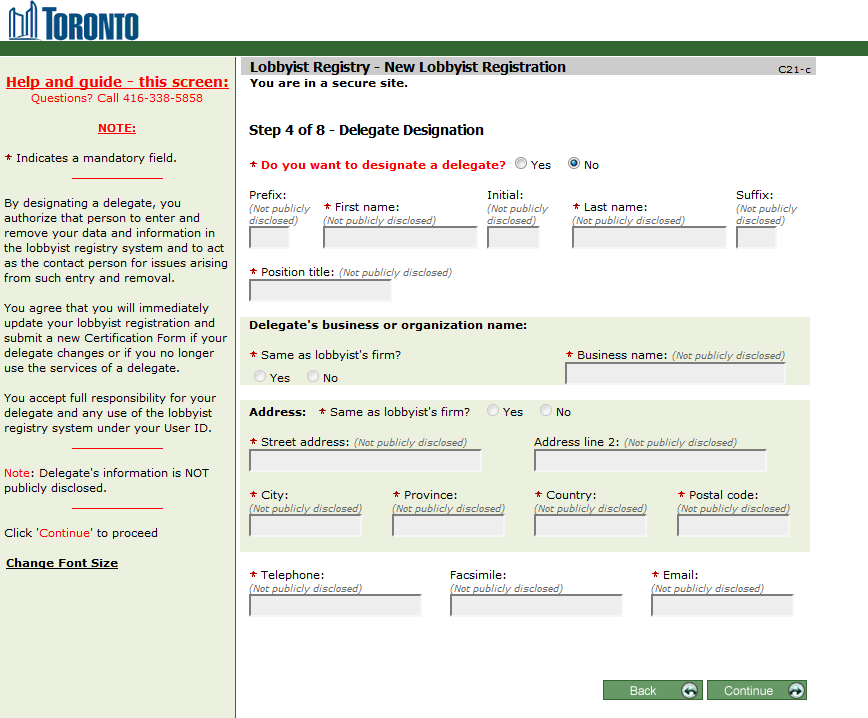 TORONTO
Help and guide - this screen:
Questions? Call 416-338-5858
NOTE:
* Indicates a mandatory field.
By designating a delegate, you
authorize that person to enter and
remove your data and information in
the lobbyist registry system and to act
as the contact person for issues arising
from such entry and removal.
You agree that you will immediately
update your lobbyist registration and
submit a new Certification Form if your
delegate changes or if you no longer
use the services of a delegate.
You accept full responsibility for your
delegate and any use of the lobbyist
registry system under your User ID.
Note: Delegate's information is NOT
publicly disclosed.
Click 'Continue' to proceed
Change Font Size
Lobbyist Registry - New Lobbyist Registration C21-c
You are in a secure site.
Step 4 of 8 - Delegate Designation
* Do you want to designate a delegate? Yes No
Prefix: * First name: Initial: * Last name: Suffix:
(Not publicly disclosed) (Not publicly disclosed) (Not publicly disclosed) (Not publicly disclosed) (Not publicly disclosed)
* Position title: (Not publicly disclosed)
Delegate's business or organization name:
* Same as lobbyist's firm? * Business name: (Not publicly disclosed)
Yes No
Address: * Same as lobbyist's firm? Yes No
* Street address: (Not publicly disclosed) Address line 2: (Not publicly disclosed)
* City: * Province: * Country: * Postal code:
(Not publicly disclosed) (Not publicly disclosed) (Not publicly disclosed) (Not publicly disclosed)
* Telephone: Facsimile: * Email:
(Not publicly disclosed) (Not publicly disclosed) (Not publicly disclosed)
Back Continue